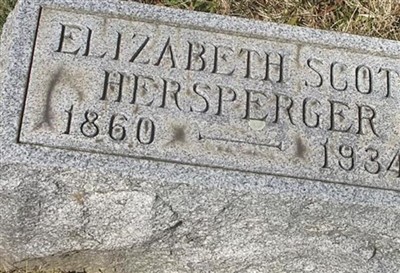 ELIZABETH SCOT
HERSPERGER
1860 — 1934